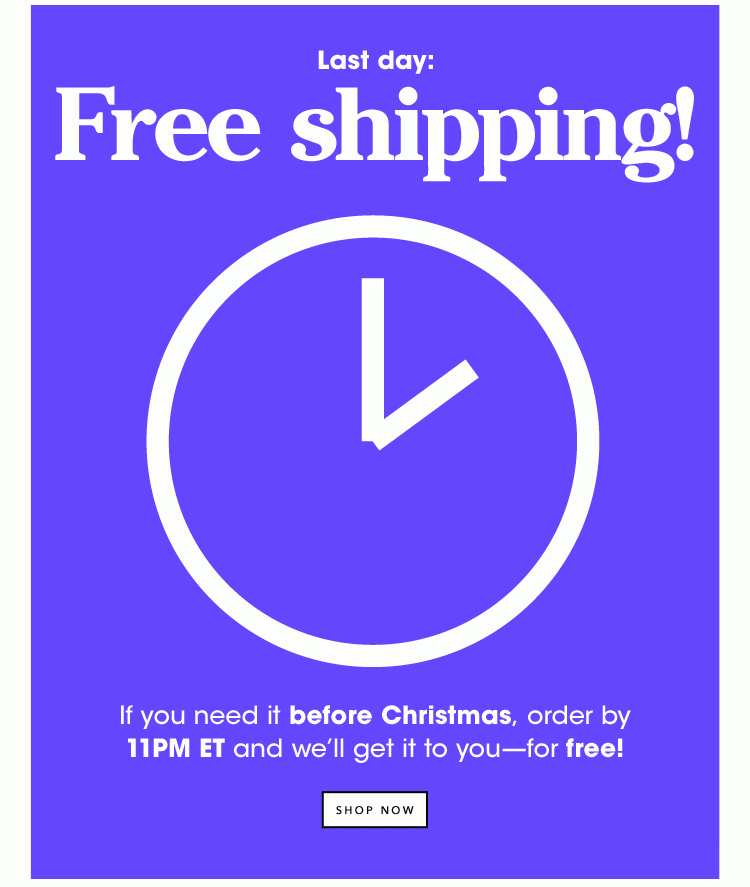 Last day:
Free shipping!
If you need it before Christmas, order by
11PM ET and we’ll get it to you—for free!
SHOP NOW